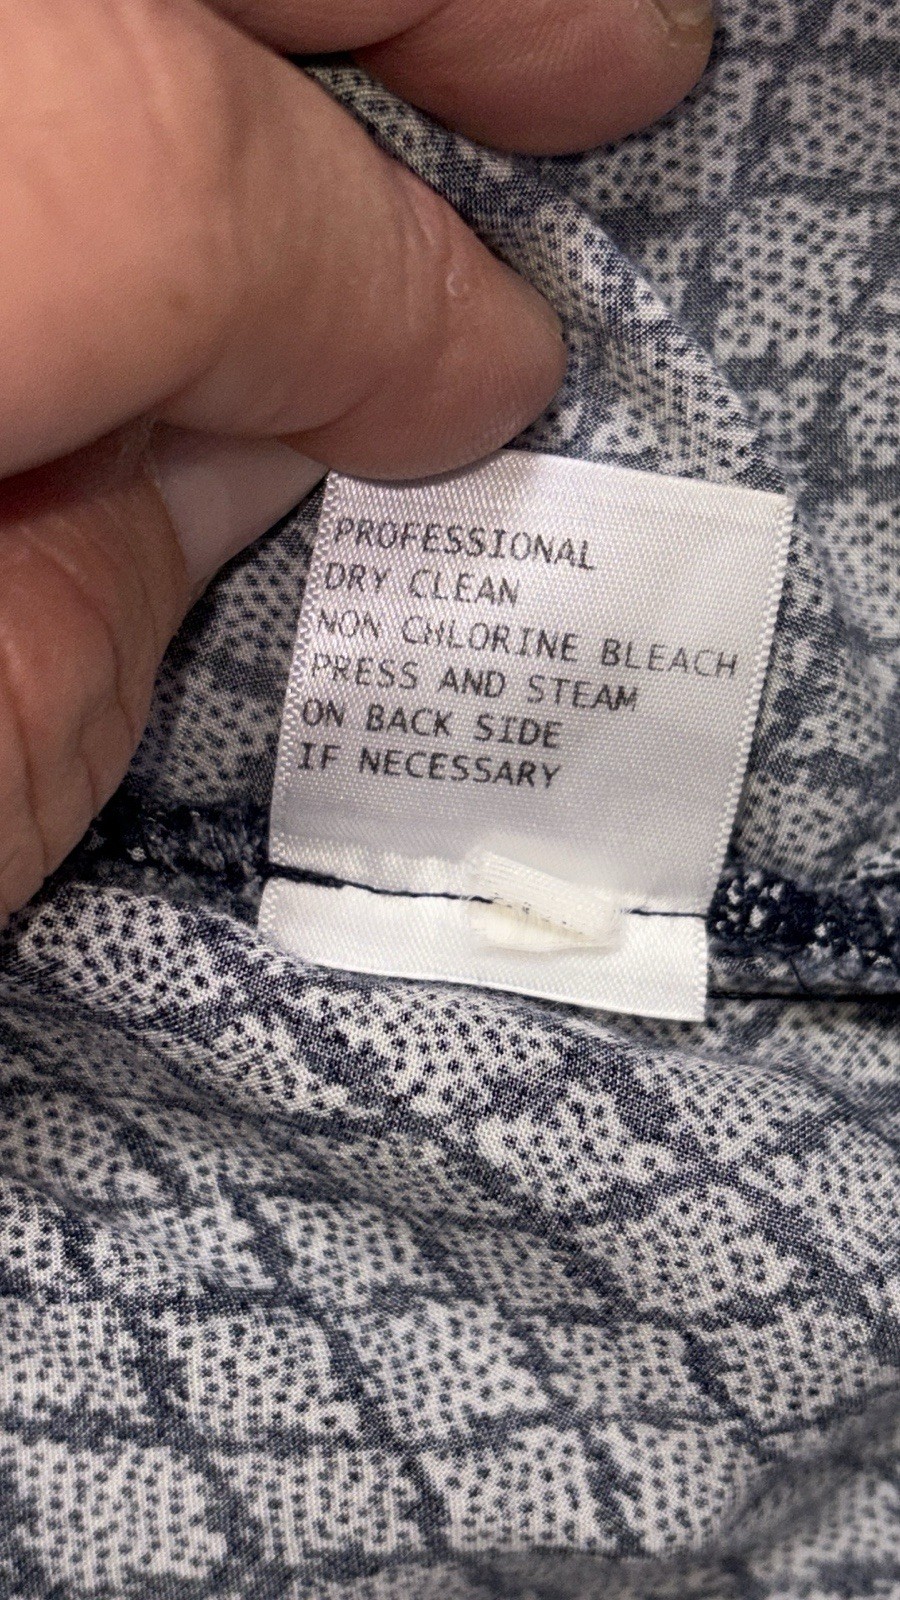 PROFESSIONAL
DRY CLEAN
NON CHLORINE BLEACH
PRESS AND STEAM
ON BACK SIDE
IF NECESSARY